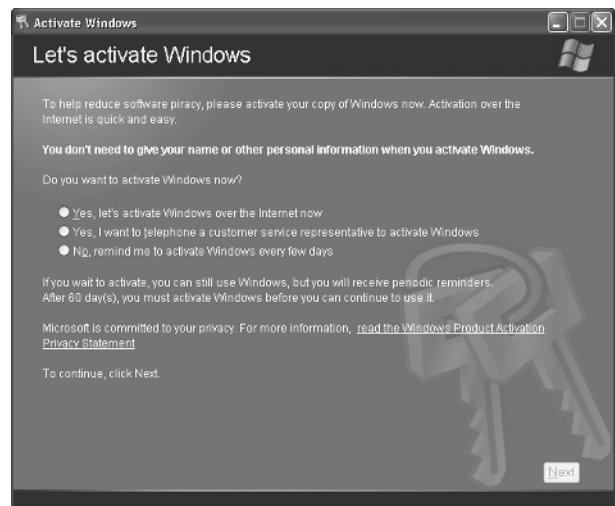 Activate Windows
Let's activate Windows
To help reduce software piracy, please activate your copy of Windows now. Activation over the
Internet is quick and easy.
You don't need to give your name or other personal information when you activate Windows.
Do you want to activate Windows now?
Yes, let's activate Windows over the Internet now
Yes, I want to telephone a customer service representative to activate Windows
No, remind me to activate Windows every few days
If you wait to activate, you can still use Windows, but you will receive periodic reminders.
After 60 day(s), you must activate Windows before you can continue to use it.
Microsoft is committed to your privacy. For more information, read the Windows Product Activation
Privacy Statement
To continue, click Next.
Next